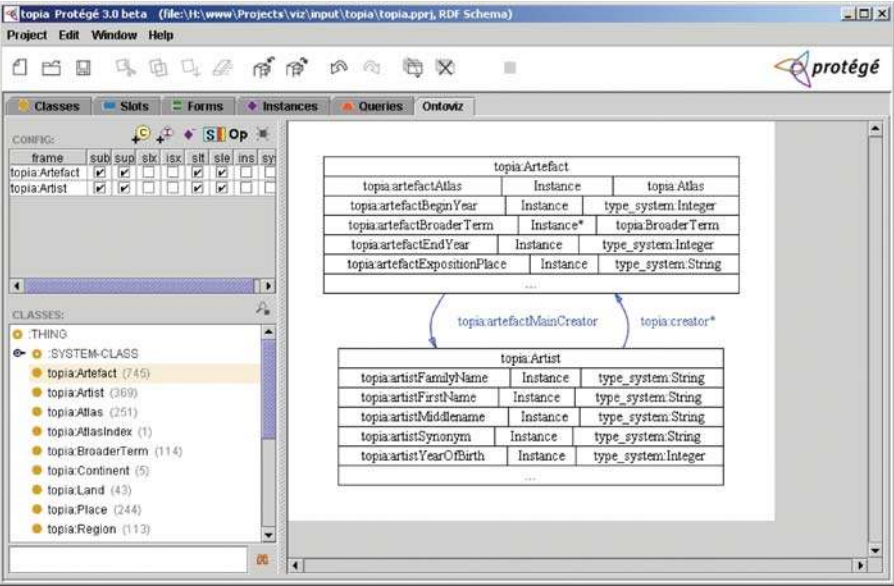 topia Protégé 3.0 beta (file:\H:\www\Projects\viz\input\topia\topia.pprj, RDF Schema)
Project Edit Window Help
protégé
Classes Slots Forms Instances Queries Ontoviz
CONFIG: C I S Op
frame sub sup slx isx slt sle ins sy
topia:Artefact
topia:Artist
CLASSES:
:THING
:SYSTEM-CLASS
topia:Artefact (745)
topia:Artist (369)
topia:Atlas (251)
topia:AtlasIndex (1)
topia:BroaderTerm (114)
topia:Continent (5)
topia:Land (43)
topia:Place (244)
topia:Region (113)
topia:Artefact
topia:artefactAtlas Instance topia:Atlas
topia:artefactBeginYear Instance type_system:Integer
topia:artefactBroaderTerm Instance* topia:BroaderTerm
topia:artefactEndYear Instance type_system:Integer
topia:artefactExpositionPlace Instance type_system:String
...
topia:artefactMainCreator topia:creator*
topia:Artist
topia:artistFamilyName Instance type_system:String
topia:artistFirstName Instance type_system:String
topia:artistMiddlename Instance type_system:String
topia:artistSynonym Instance type_system:String
topia:artistYearOfBirth Instance type_system:Integer
...